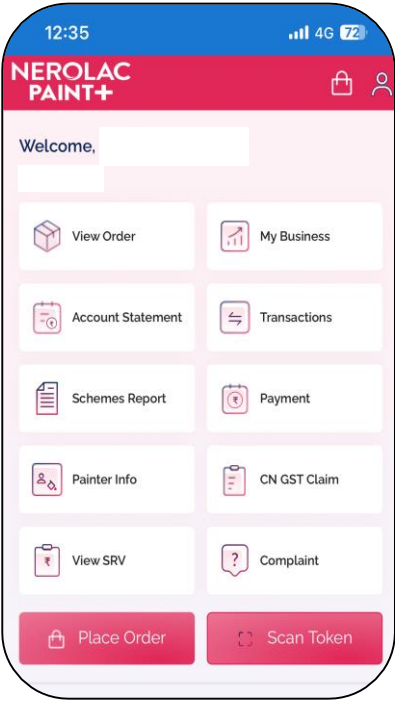 12:35 4G 72
NEROLAC
PAINT+
Welcome,
View Order
My Business
Account Statement
Transactions
Schemes Report
Payment
Painter Info
CN GST Claim
View SRV
Complaint
Place Order
Scan Token